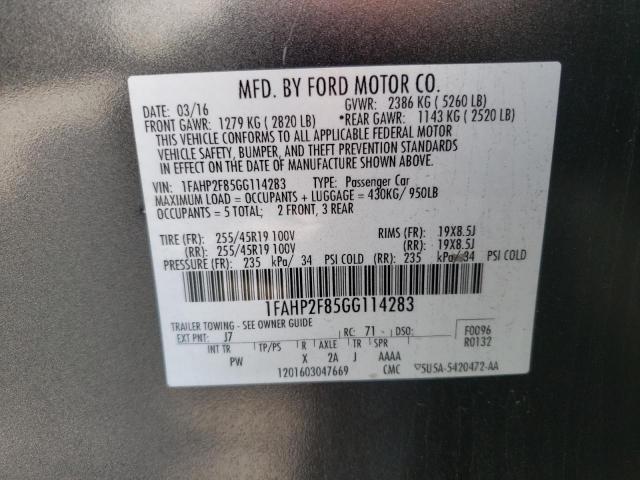 MFD. BY FORD MOTOR CO.
DATE: 03/16 GVWR: 2386 KG ( 5260 LB)
FRONT GAWR: 1279 KG ( 2820 LB) *REAR GAWR: 1143 KG ( 2520 LB)
THIS VEHICLE CONFORMS TO ALL APPLICABLE FEDERAL MOTOR
VEHICLE SAFETY, BUMPER, AND THEFT PREVENTION STANDARDS
IN EFFECT ON THE DATE OF MANUFACTURE SHOWN ABOVE.
VIN: 1FAHP2F85GG114283 TYPE: Passenger Car
MAXIMUM LOAD = OCCUPANTS + LUGGAGE = 430KG/ 950LB
OCCUPANTS = 5 TOTAL; 2 FRONT, 3 REAR
TIRE (FR): 255/45R19 100V RIMS (FR): 19X8.5J
(RR): 255/45R19 100V (RR): 19X8.5J
PRESSURE (FR): 235 kPa/ 34 PSI COLD (RR): 235 kPa/ 34 PSI COLD
1FAHP2F85GG114283
TRAILER TOWING - SEE OWNER GUIDE
EXT PNT: J7 RC: 71 DSO: F0096
INT TR TP/PS R AXLE TR SPR R0132
PW X 2A J AAAA
1201603047669 CMC ▽5U5A-5420472-AA